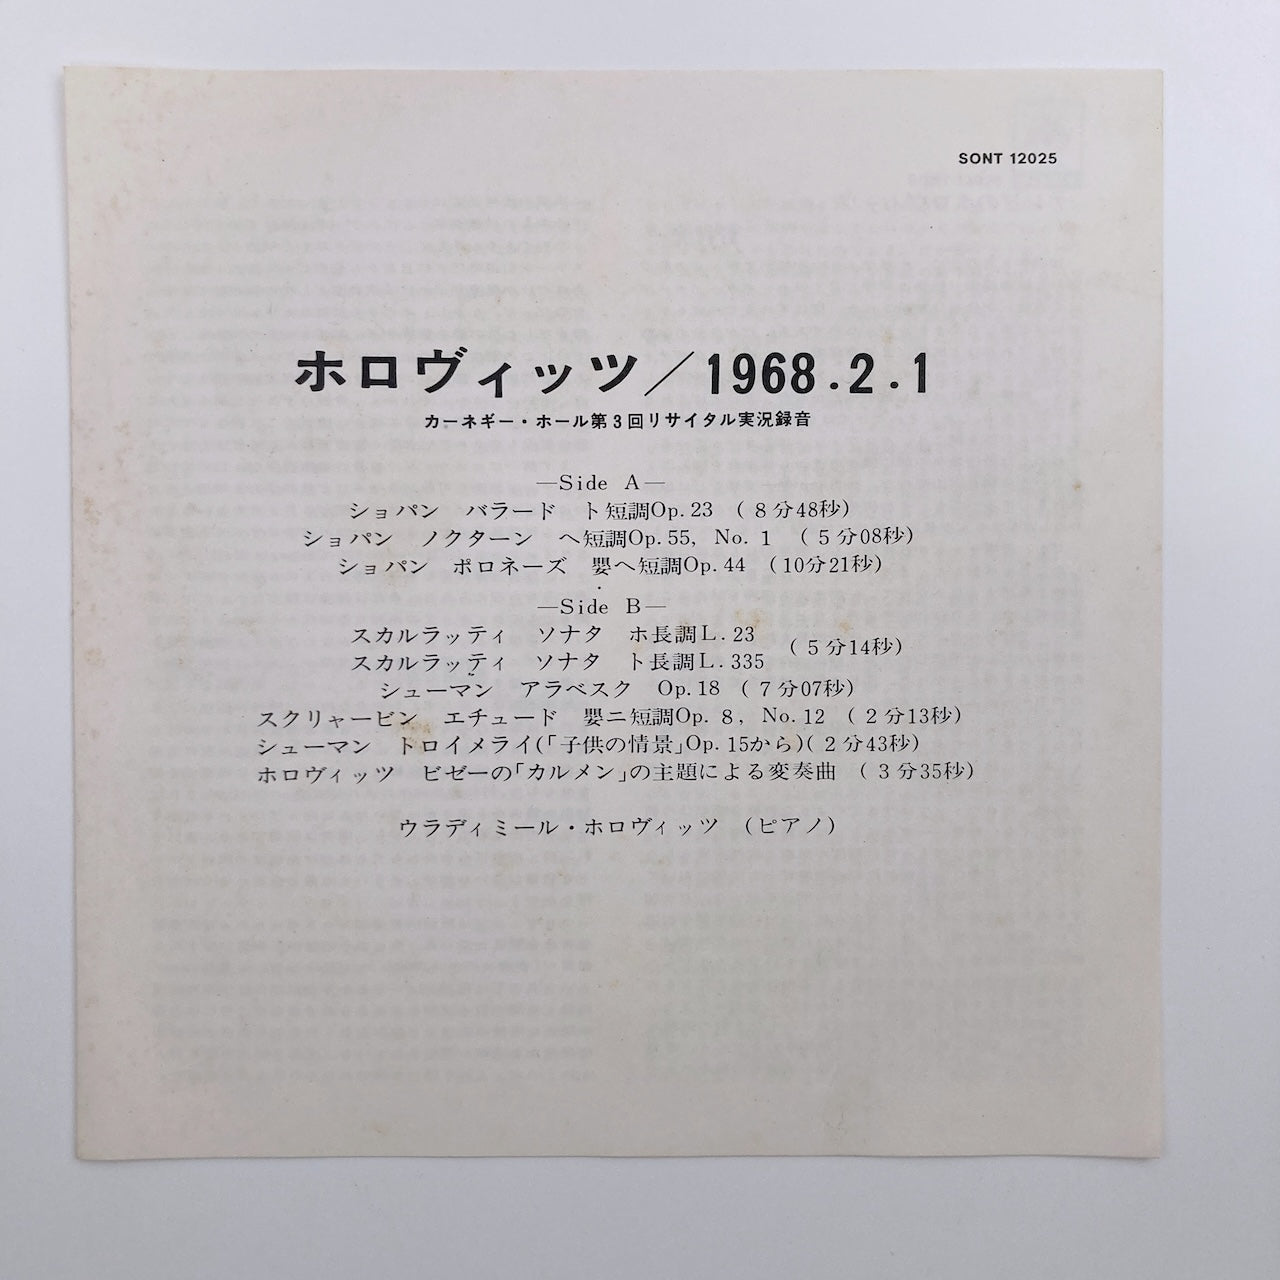 SONT 12025
ホロヴィッツ／1968.2.1
カーネギー・ホール第3回リサイタル実況録音
—Side A—
ショパン　バラード　ト短調Op.23　（8分48秒）
ショパン　ノクターン　ヘ短調Op.55, No.1　（5分08秒）
ショパン　ポロネーズ　嬰ヘ短調Op.44　（10分21秒）
—Side B—
スカルラッティ　ソナタ　ホ長調L.23
スカルラッティ　ソナタ　ト長調L.335
（5分14秒）
シューマン　アラベスク　Op.18　（7分07秒）
スクリャービン　エチュード　嬰ニ短調Op.8, No.12　（2分13秒）
シューマン　トロイメライ（「子供の情景」Op.15から）（2分43秒）
ホロヴィッツ　ビゼーの「カルメン」の主題による変奏曲　（3分35秒）
ウラディミール・ホロヴィッツ　（ピアノ）